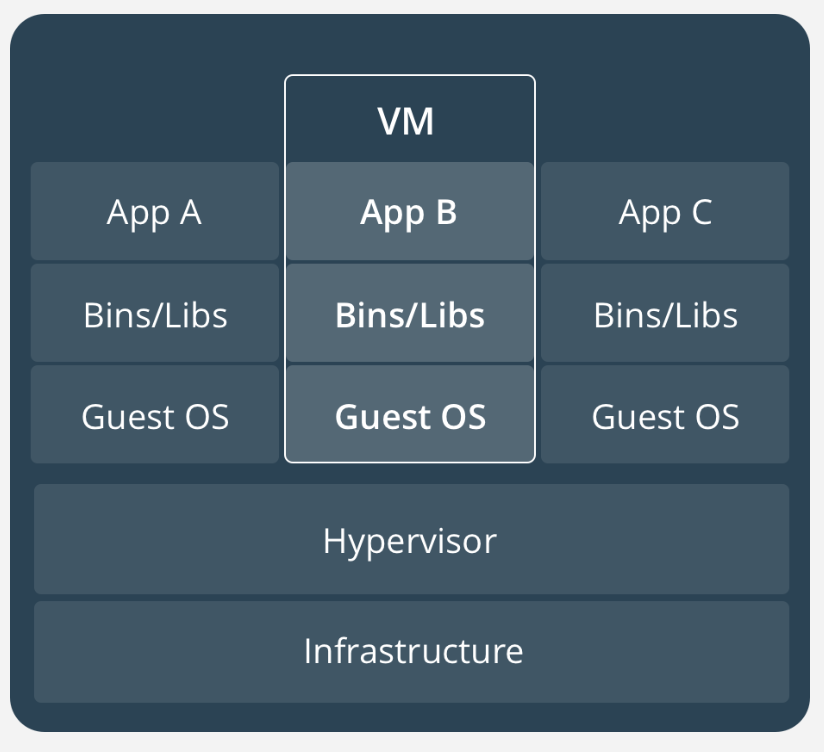 VM
App A
App B
App C
Bins/Libs
Bins/Libs
Bins/Libs
Guest OS
Guest OS
Guest OS
Hypervisor
Infrastructure